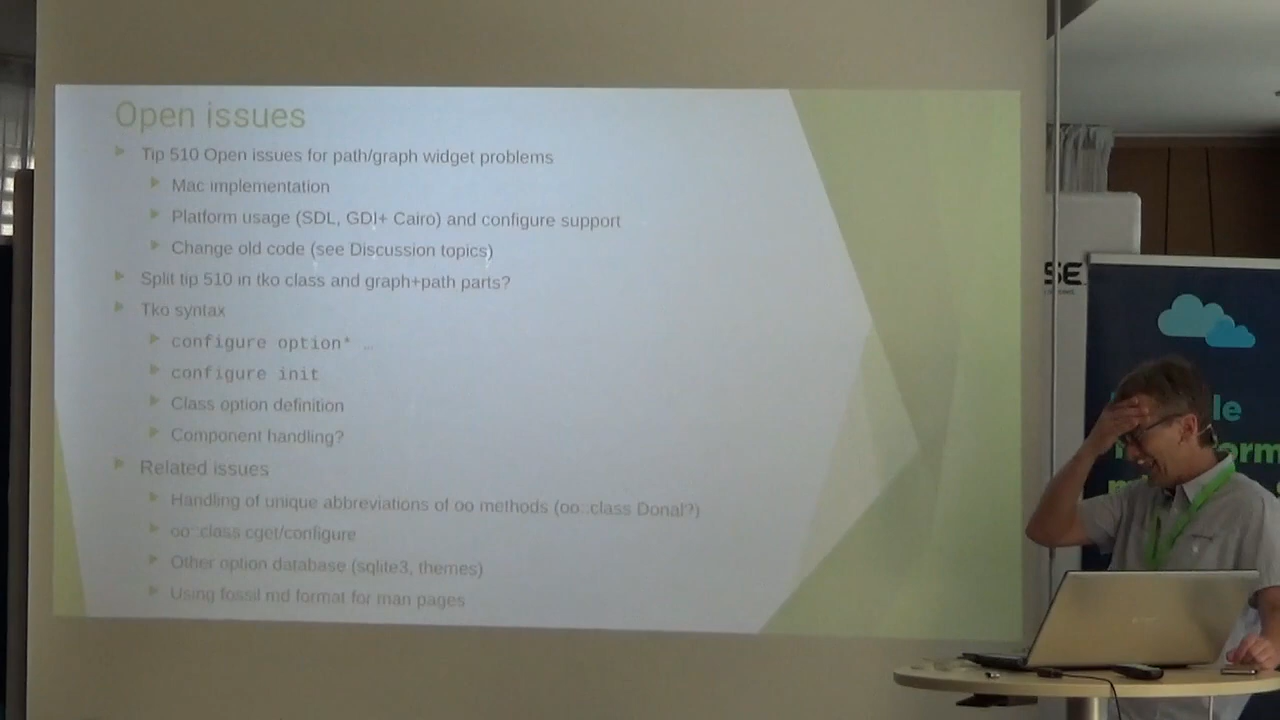 Open issues
Tip 510 Open issues for path/graph widget problems
Mac implementation
Platform usage (SDL, GDI+ Cairo) and configure support
Change old code (see Discussion topics)
Split tip 510 in tko class and graph+path parts?
Tko syntax
configure option* …
configure init
Class option definition
Component handling?
Related issues
Handling of unique abbreviations of oo methods (oo::class Donal?)
oo::class cget/configure
Other option database (sqlite3, themes)
Using fossil md format for man pages
SE
le
orm